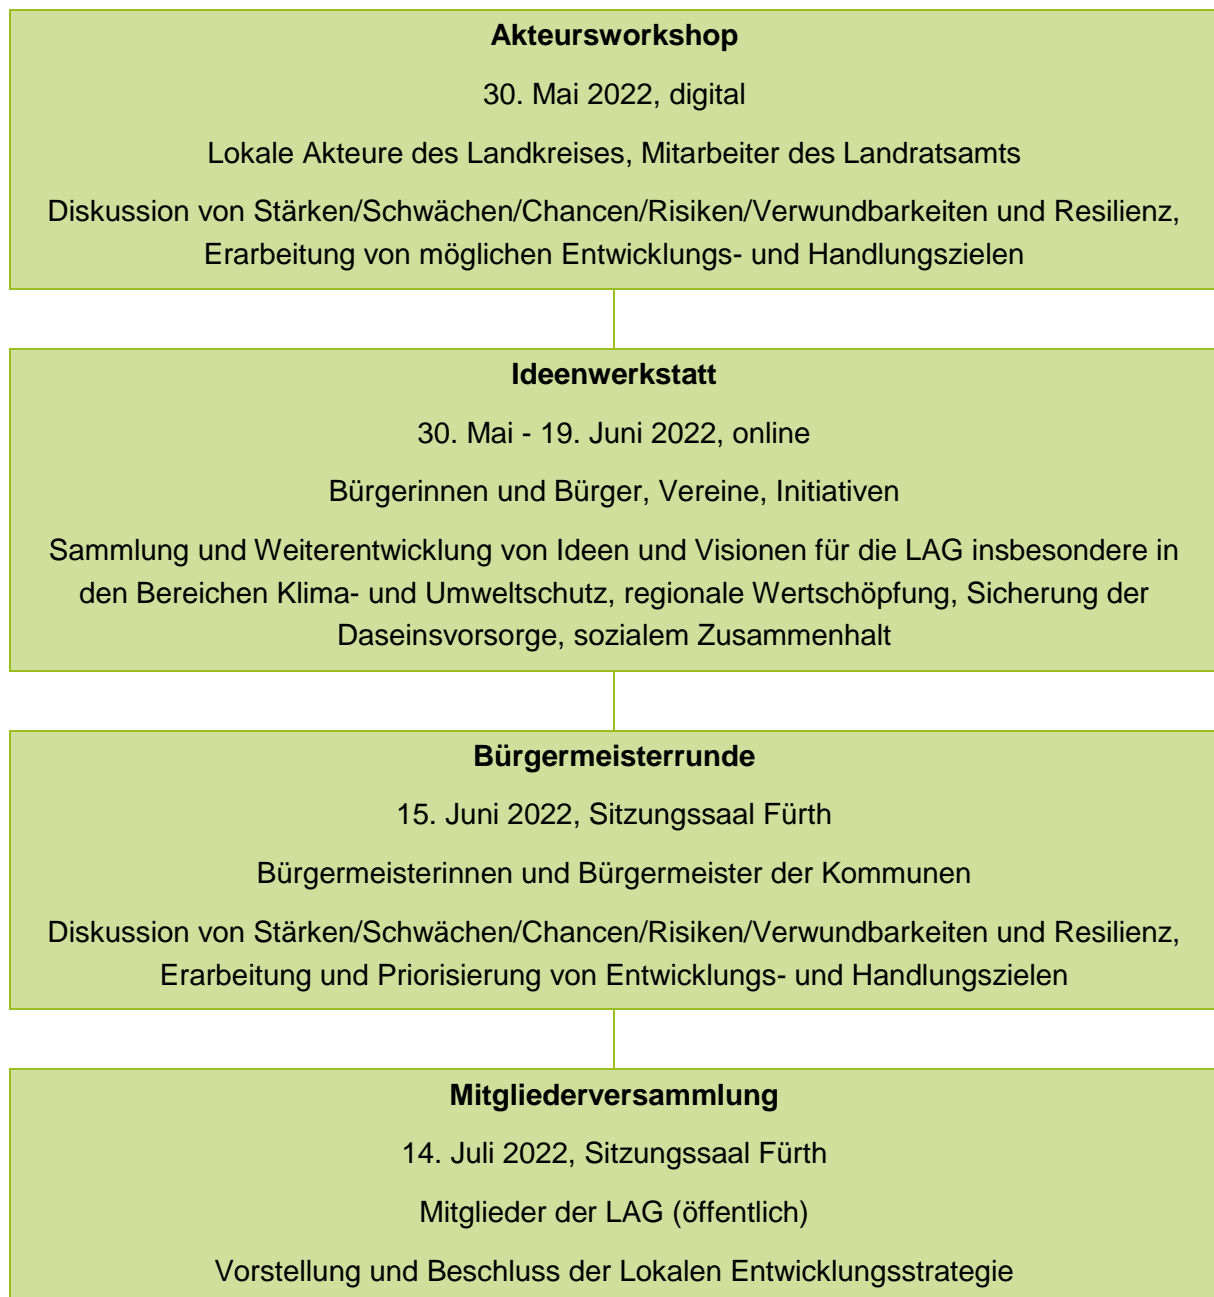 Akteursworkshop
30. Mai 2022, digital
Lokale Akteure des Landkreises, Mitarbeiter des Landratsamts
Diskussion von Stärken/Schwächen/Chancen/Risiken/Verwundbarkeiten und Resilienz,
Erarbeitung von möglichen Entwicklungs- und Handlungszielen
Ideenwerkstatt
30. Mai - 19. Juni 2022, online
Bürgerinnen und Bürger, Vereine, Initiativen
Sammlung und Weiterentwicklung von Ideen und Visionen für die LAG insbesondere in
den Bereichen Klima- und Umweltschutz, regionale Wertschöpfung, Sicherung der
Daseinsvorsorge, sozialem Zusammenhalt
Bürgermeisterrunde
15. Juni 2022, Sitzungssaal Fürth
Bürgermeisterinnen und Bürgermeister der Kommunen
Diskussion von Stärken/Schwächen/Chancen/Risiken/Verwundbarkeiten und Resilienz,
Erarbeitung und Priorisierung von Entwicklungs- und Handlungszielen
Mitgliederversammlung
14. Juli 2022, Sitzungssaal Fürth
Mitglieder der LAG (öffentlich)
Vorstellung und Beschluss der Lokalen Entwicklungsstrategie